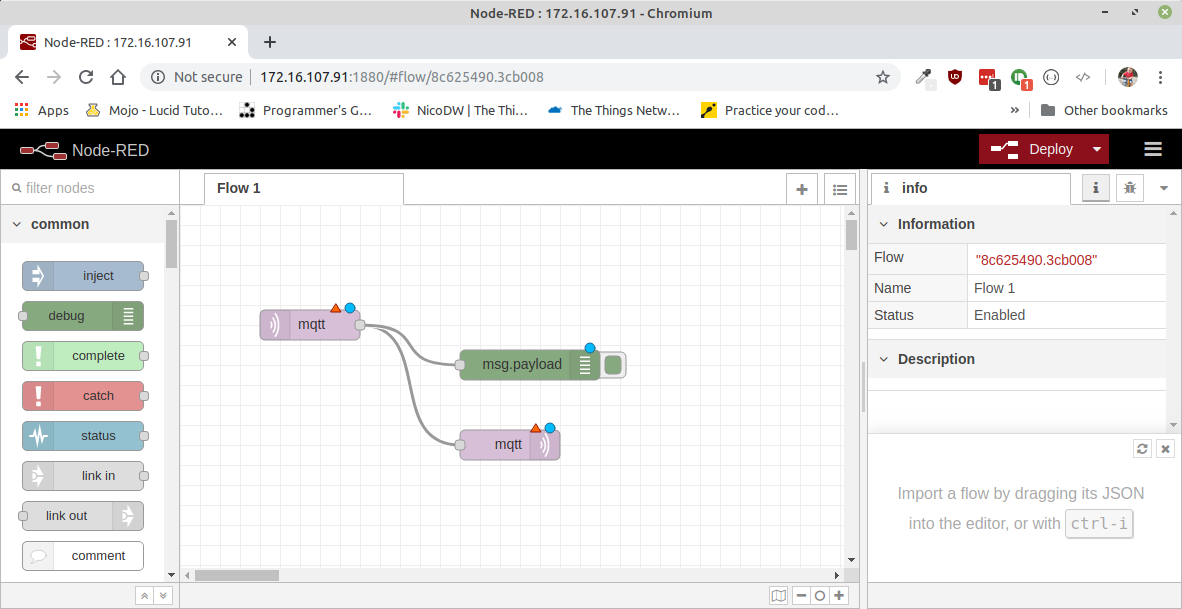 Node-RED : 172.16.107.91 - Chromium
Node-RED : 172.16.107.91
Not secure 172.16.107.91:1880/#flow/8c625490.3cb008
1 1
Apps Mojo - Lucid Tuto... Programmer's G... NicoDW | The Thi... The Things Netw... Practice your cod... » Other bookmarks
Node-RED Deploy
filter nodes Flow 1 info
common
inject
debug
complete
catch
status
link in
link out
comment
mqtt
msg.payload
mqtt
Information
Flow "8c625490.3cb008"
Name Flow 1
Status Enabled
Description
Import a flow by dragging its JSON
into the editor, or with ctrl-i